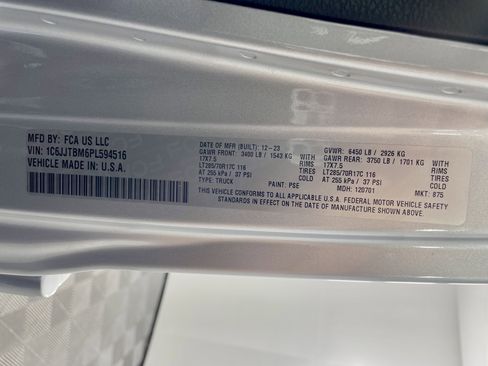 MFD BY: FCA US LLC
VIN: 1C6JJTBM6PL594516
VEHICLE MADE IN: U.S.A.
DATE OF MFR (BUILT): 12-23
GAWR FRONT: 3400 LB / 1543 KG WITH
17X7.5 RIMS
LT285/70R17C 116 TIRES
AT 255 kPa / 37 PSI COLD
TYPE: TRUCK PAINT: PSE
GVWR: 6450 LB / 2926 KG
GAWR REAR: 3750 LB / 1701 KG WITH
17X7.5 RIMS
LT285/70R17C 116 TIRES
AT 255 kPa / 37 PSI COLD
MDH: 120701 MKT: 875
THIS VEHICLE CONFORMS TO ALL APPLICABLE U.S.A. FEDERAL MOTOR VEHICLE SAFETY
STANDARDS IN EFFECT ON THE DATE OF MANUFACTURE SHOWN ABOVE.